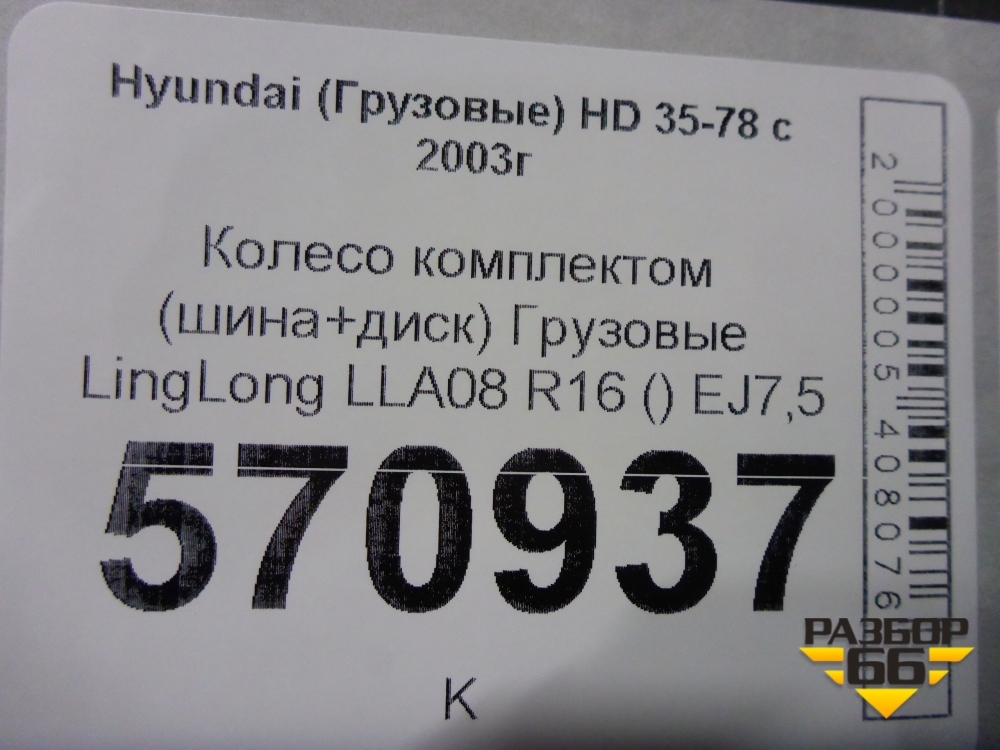 Hyundai (Грузовые) HD 35-78 с
2003г
Колесо комплектом
(шина+диск) Грузовые
LingLong LLA08 R16 () EJ7,5
570937
К
2000005408076
РАЗБОР
66